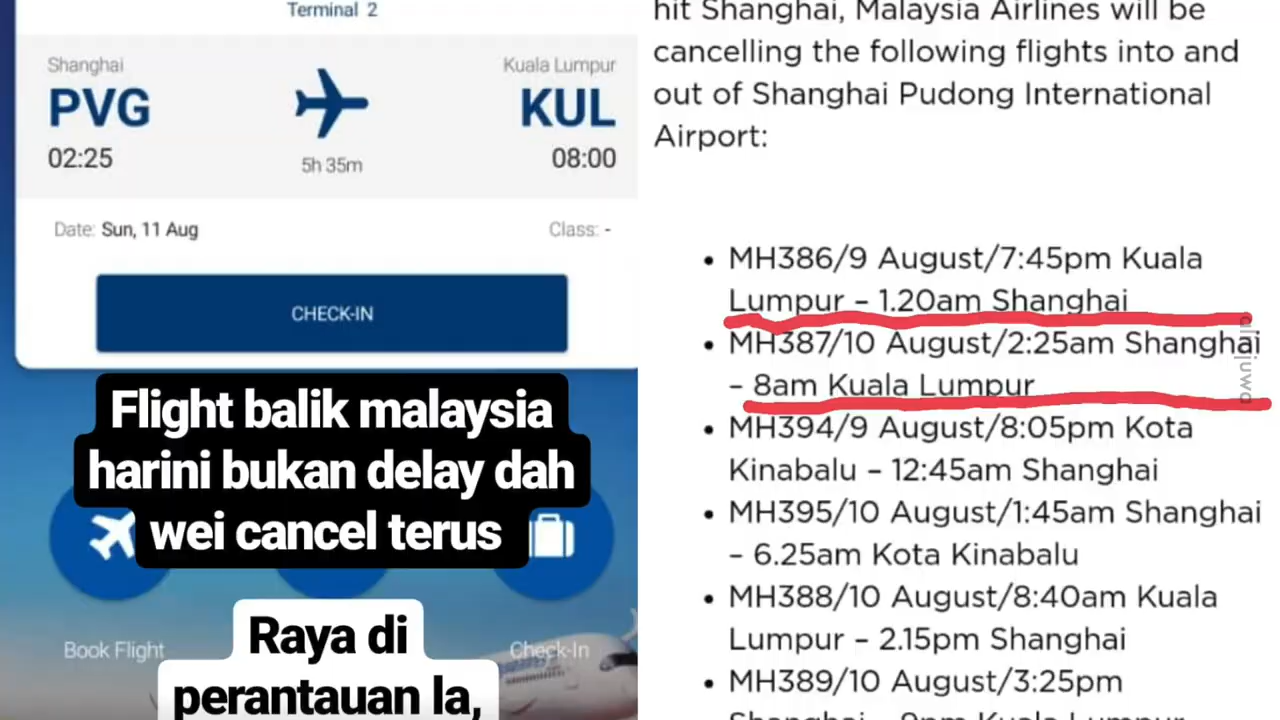 Terminal 2
Shanghai
Kuala Lumpur
PVG
KUL
02:25
5h 35m
08:00
Date: Sun, 11 Aug
Class: -
CHECK-IN
Flight balik malaysia
harini bukan delay dah
wei cancel terus
Book Flight
Check-In
Raya di
perantauan la,
hit Shanghai, Malaysia Airlines will be
cancelling the following flights into and
out of Shanghai Pudong International
Airport:
• MH386/9 August/7:45pm Kuala
Lumpur – 1.20am Shanghai
• MH387/10 August/2:25am Shanghai
– 8am Kuala Lumpur
• MH394/9 August/8:05pm Kota
Kinabalu – 12:45am Shanghai
• MH395/10 August/1:45am Shanghai
– 6.25am Kota Kinabalu
• MH388/10 August/8:40am Kuala
Lumpur – 2.15pm Shanghai
• MH389/10 August/3:25pm
Shanghai – 9pm Kuala Lumpur